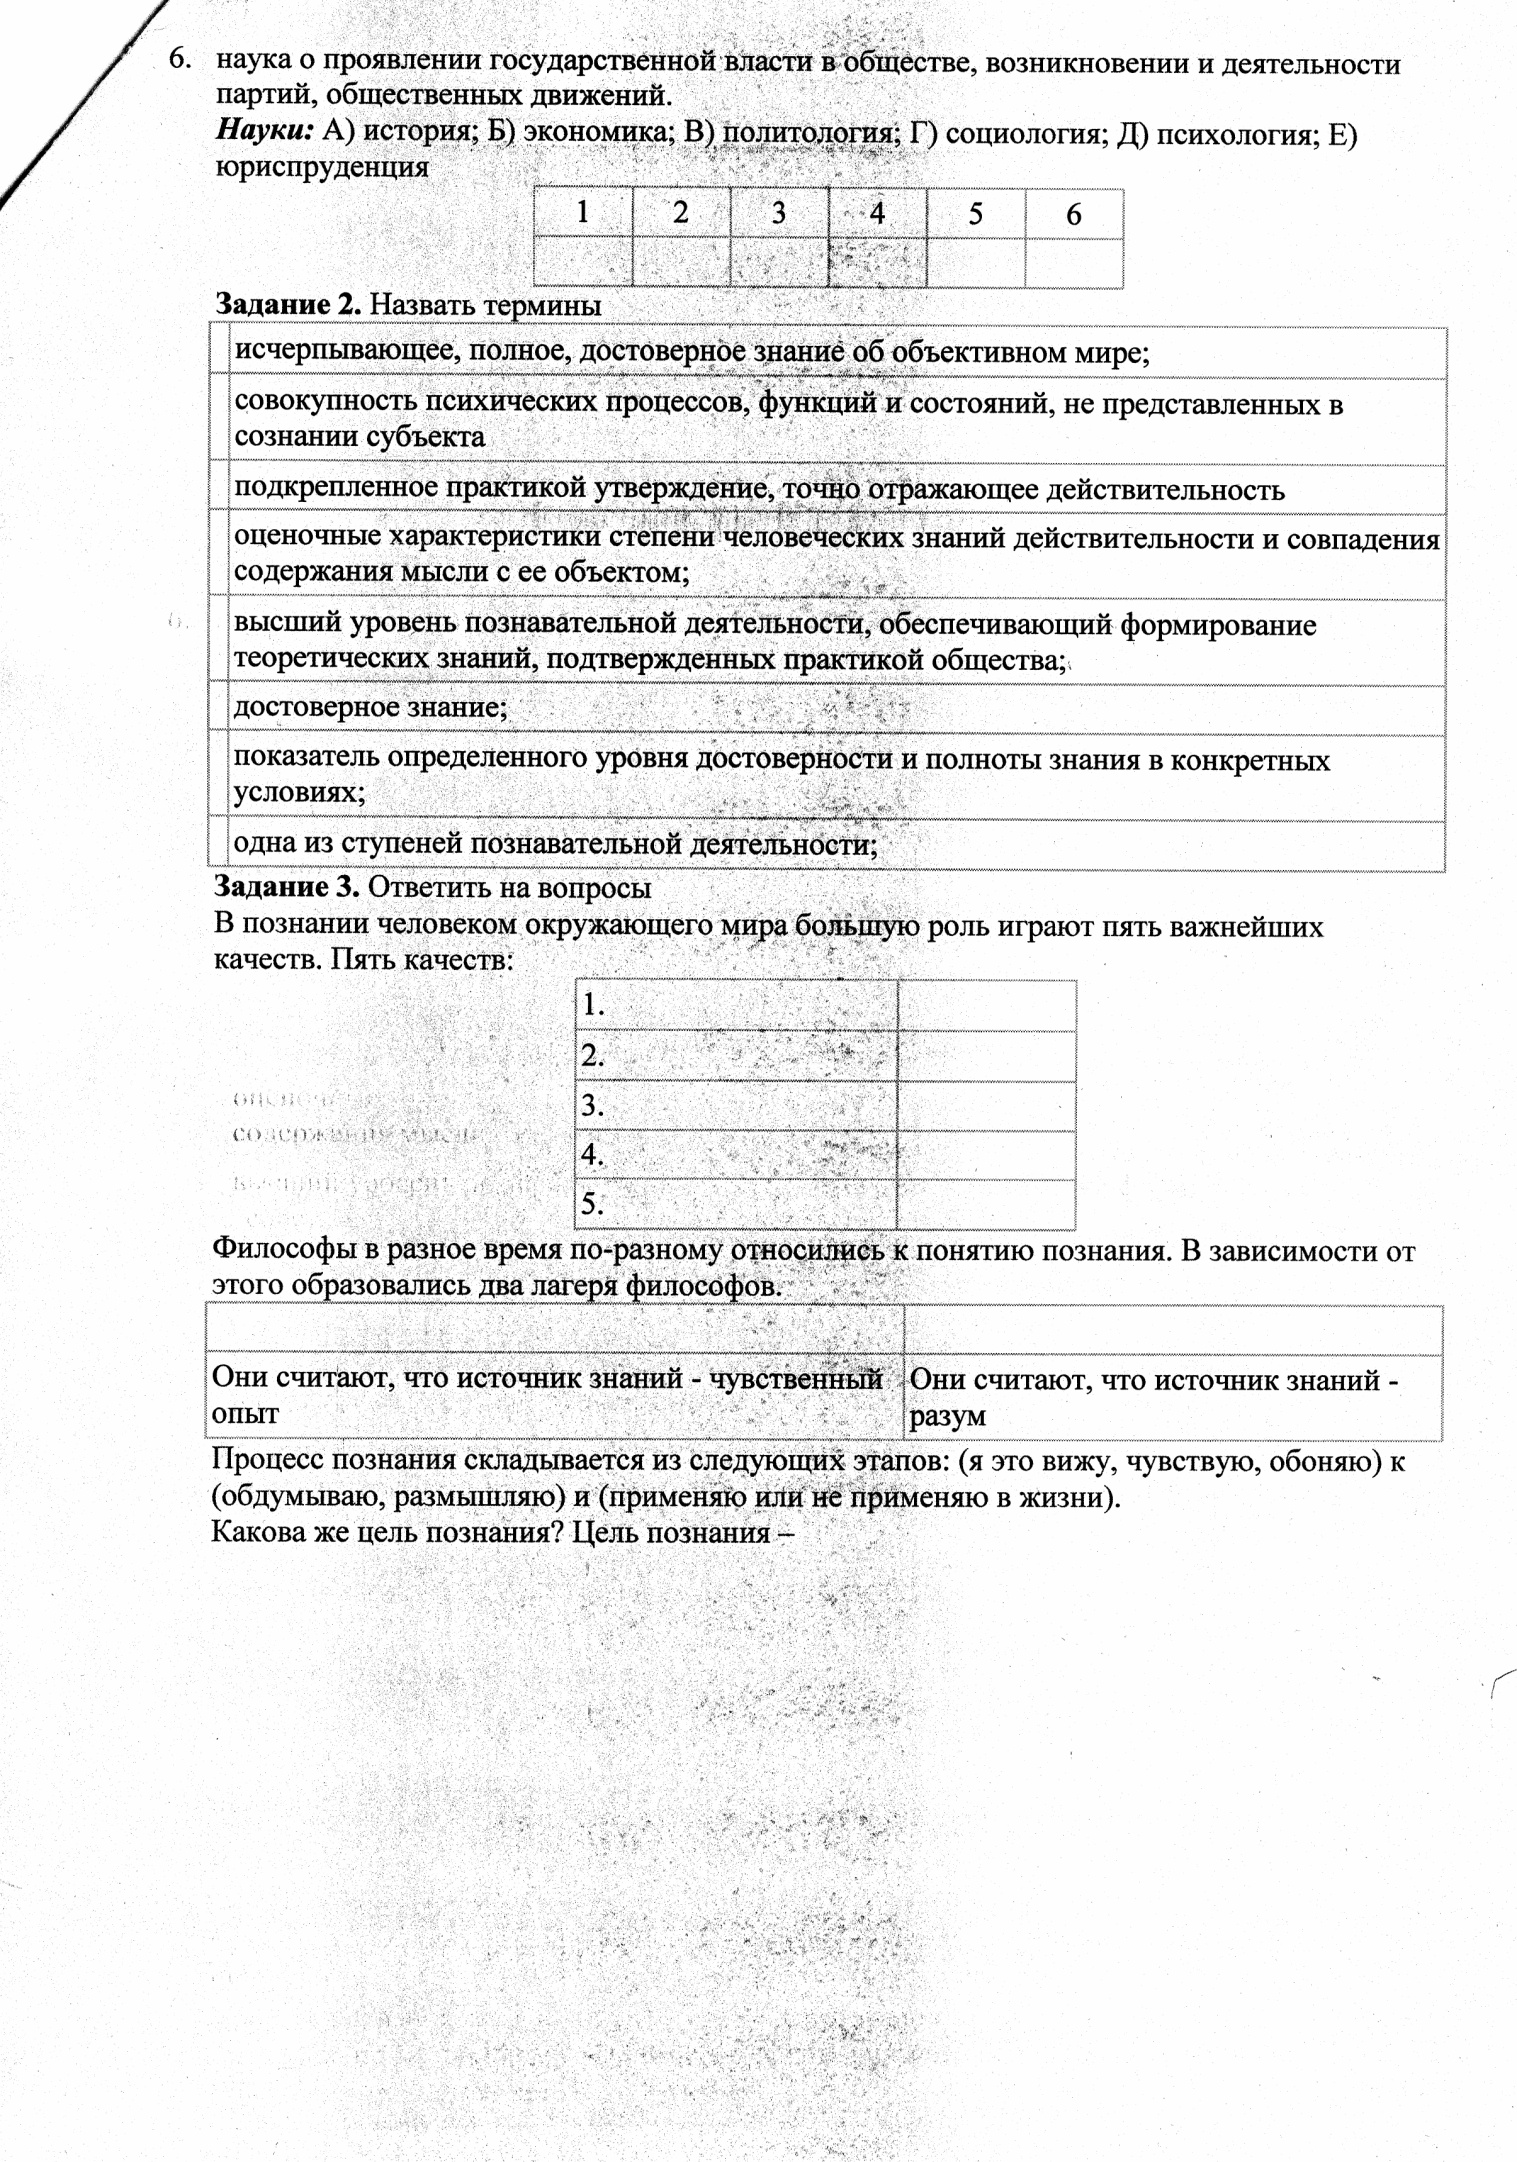 6. наука о проявлении государственной власти в обществе, возникновении и деятельности
партий, общественных движений.
Науки: А) история; Б) экономика; В) политология; Г) социология; Д) психология; Е)
юриспруденция
1 2 3 4 5 6
Задание 2. Назвать термины
исчерпывающее, полное, достоверное знание об объективном мире;
совокупность психических процессов, функций и состояний, не представленных в
сознании субъекта
подкрепленное практикой утверждение, точно отражающее действительность
оценочные характеристики степени человеческих знаний действительности и совпадения
содержания мысли с ее объектом;
высший уровень познавательной деятельности, обеспечивающий формирование
теоретических знаний, подтвержденных практикой общества;
достоверное знание;
показатель определенного уровня достоверности и полноты знания в конкретных
условиях;
одна из ступеней познавательной деятельности;
Задание 3. Ответить на вопросы
В познании человеком окружающего мира большую роль играют пять важнейших
качеств. Пять качеств:
1.
2.
3.
4.
5.
Философы в разное время по-разному относились к понятию познания. В зависимости от
этого образовались два лагеря философов.
Они считают, что источник знаний - чувственный
опыт
Они считают, что источник знаний -
разум
Процесс познания складывается из следующих этапов: (я это вижу, чувствую, обоняю) к
(обдумываю, размышляю) и (применяю или не применяю в жизни).
Какова же цель познания? Цель познания –